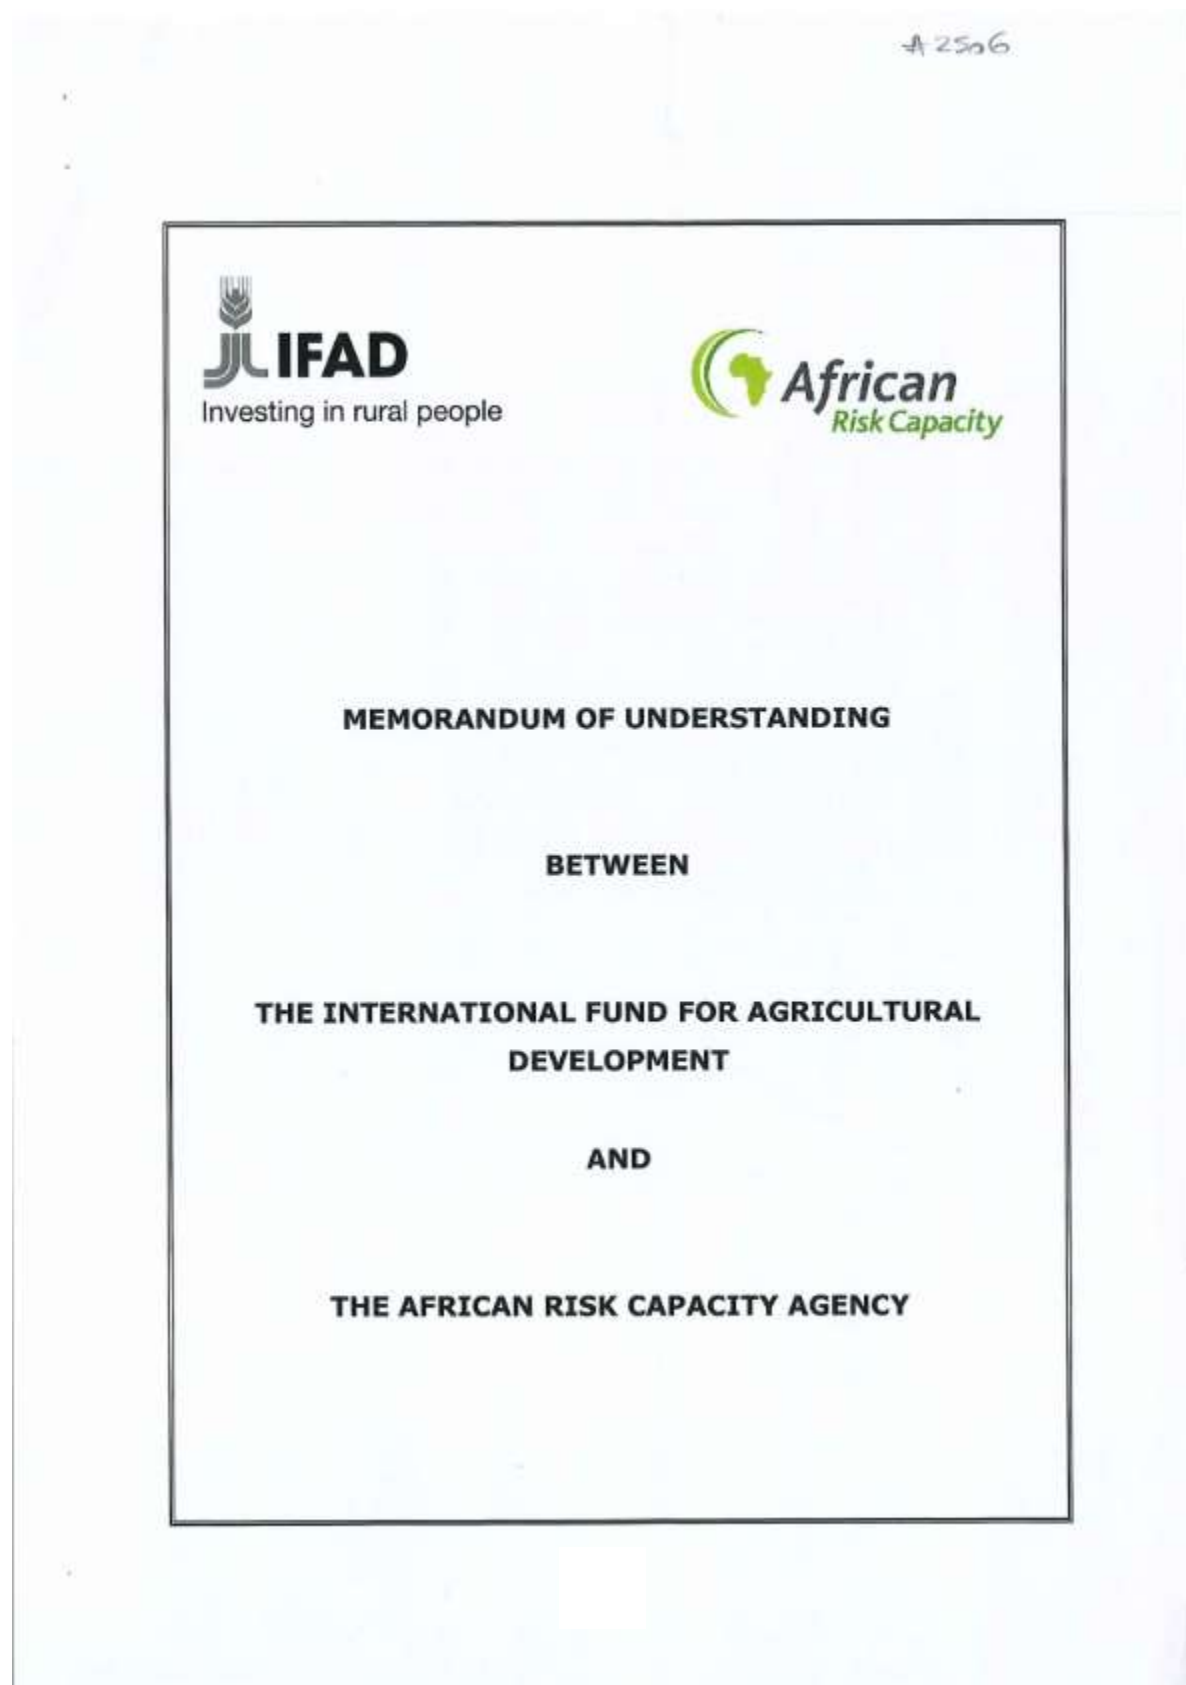 A2506
IFAD
Investing in rural people
African
Risk Capacity
MEMORANDUM OF UNDERSTANDING
BETWEEN
THE INTERNATIONAL FUND FOR AGRICULTURAL
DEVELOPMENT
AND
THE AFRICAN RISK CAPACITY AGENCY